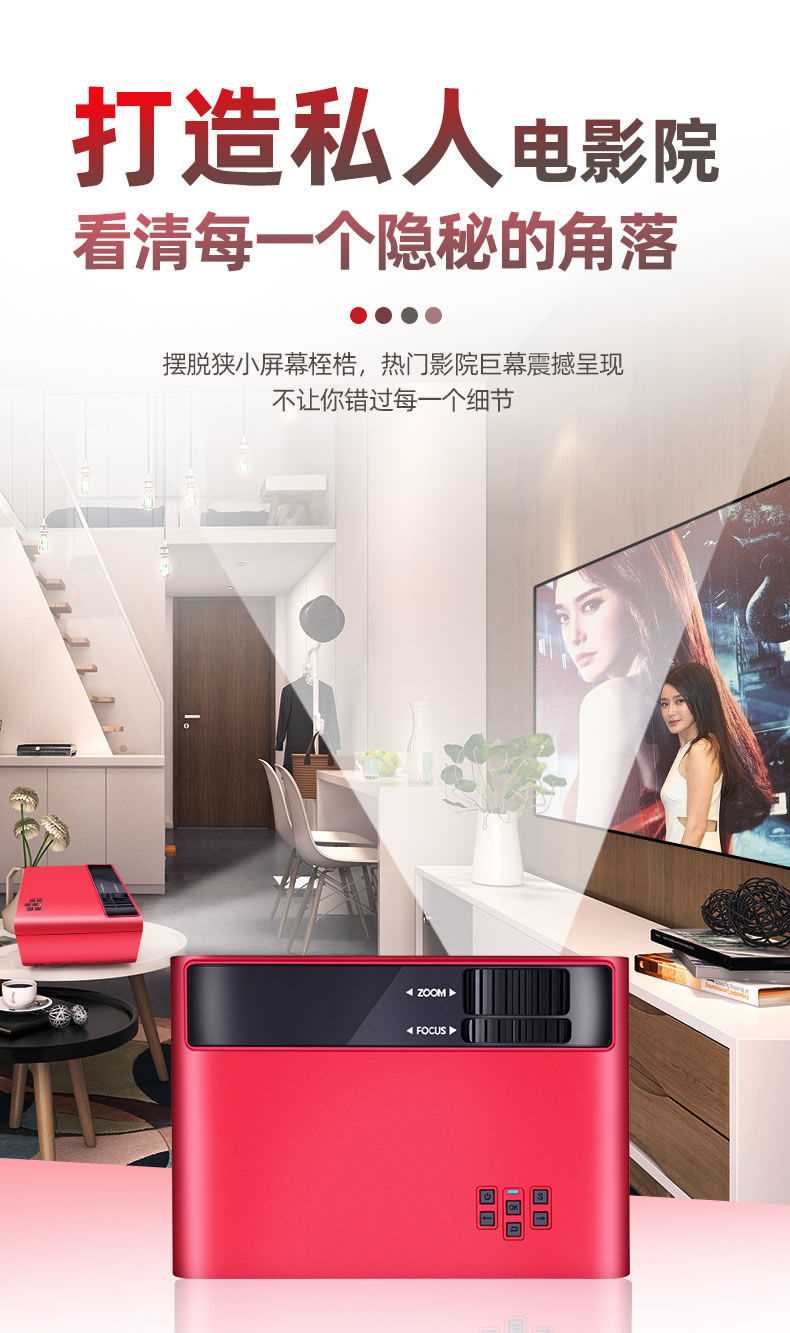 打造私人电影院
看清每一个隐秘的角落
摆脱狭小屏幕桎梏，热门影院巨幕震撼呈现
不让你错过每一个细节
◀ ZOOM ▶
◀ FOCUS ▶
S
OK